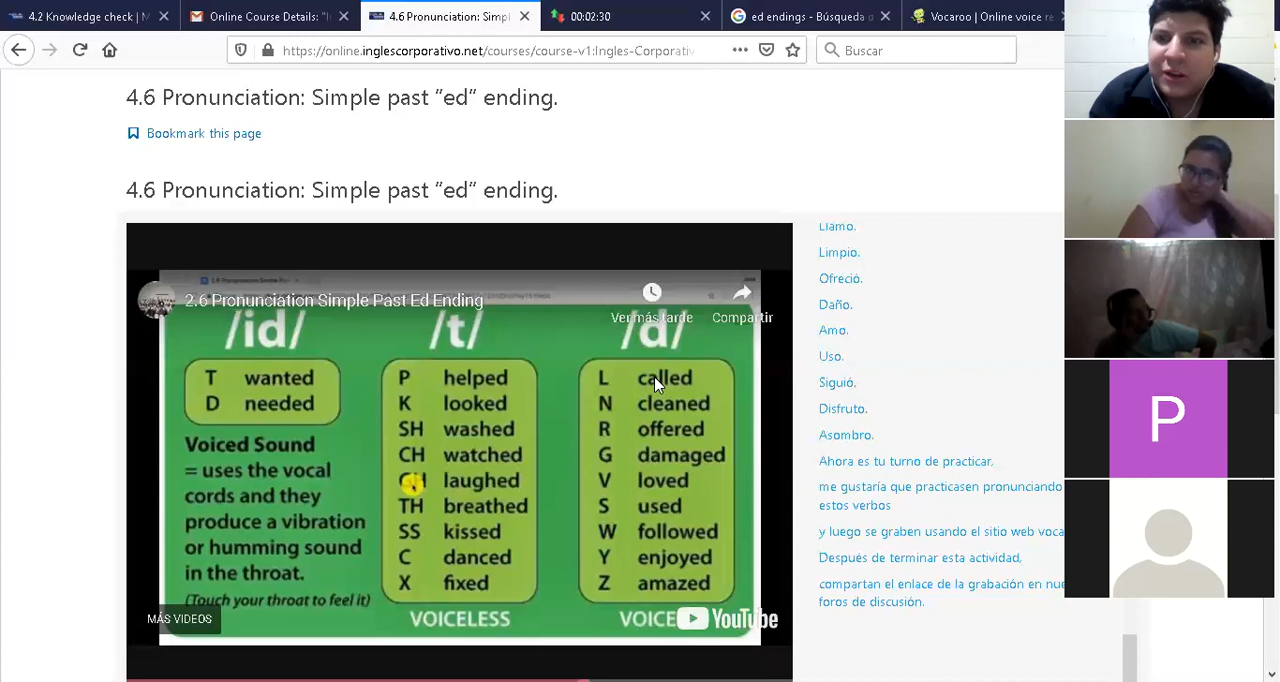 4.2 Knowledge check | M
Online Course Details: "I
4.6 Pronunciation: Simpl
00:02:30
ed endings - Búsqueda
Vocaroo | Online voice re
https://online.inglescorporativo.net/courses/course-v1:Ingles-Corporativ
Buscar
4.6 Pronunciation: Simple past “ed” ending.
Bookmark this page
4.6 Pronunciation: Simple past “ed” ending.
2.6 Pronunciation Simple Past Ed Ending
Ver más tarde
Compartir
/id/
T wanted
D needed
Voiced Sound
= uses the vocal
cords and they
produce a vibration
or humming sound
in the throat.
(Touch your throat to feel it)
MÁS VIDEOS
/t/
P helped
K looked
SH washed
CH watched
laughed
TH breathed
SS kissed
C danced
X fixed
VOICELESS
/d/
L called
N cleaned
R offered
G damaged
V loved
S used
W followed
Y enjoyed
Z amazed
VOICE
YouTube
Llamo.
Limpio.
Ofreció.
Daño.
Amo.
Uso.
Siguió.
Disfruto.
Asombro.
Ahora es tu turno de practicar,
me gustaría que practicasen pronunciando
estos verbos
y luego se graben usando el sitio web voca
Después de terminar esta actividad,
compartan el enlace de la grabación en nue
foros de discusión.
P